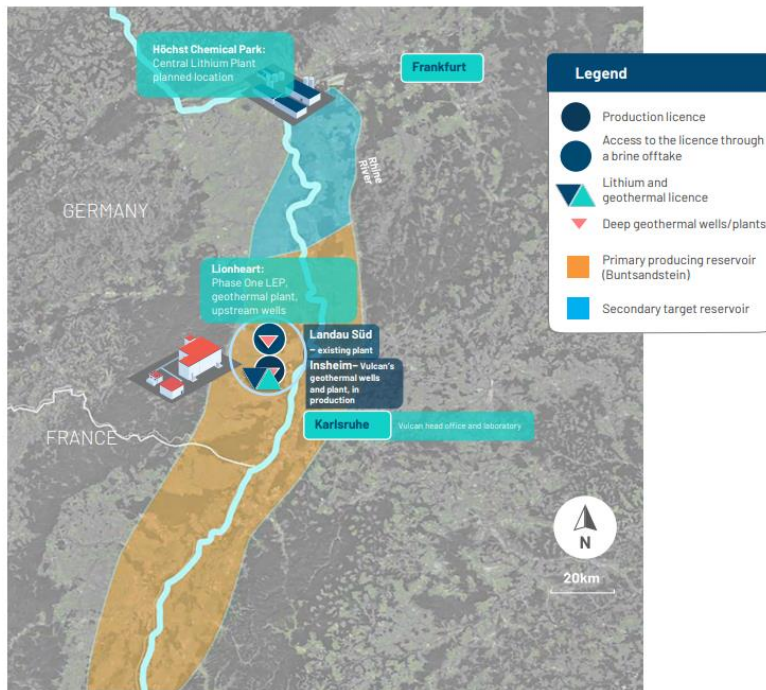 Höchst Chemical Park:
Central Lithium Plant
planned location
Frankfurt
Rhine
River
GERMANY
Lionheart:
Phase One LEP,
geothermal plant,
upstream wells
Landau Süd
– existing plant
Insheim– Vulcan's
geothermal wells
and plant, in
production
Karlsruhe
Vulcan head office and laboratory
FRANCE
Legend
Production licence
Access to the licence through
a brine offtake
Lithium and
geothermal licence
Deep geothermal wells/plants
Primary producing reservoir
(Buntsandstein)
Secondary target reservoir
N
20km